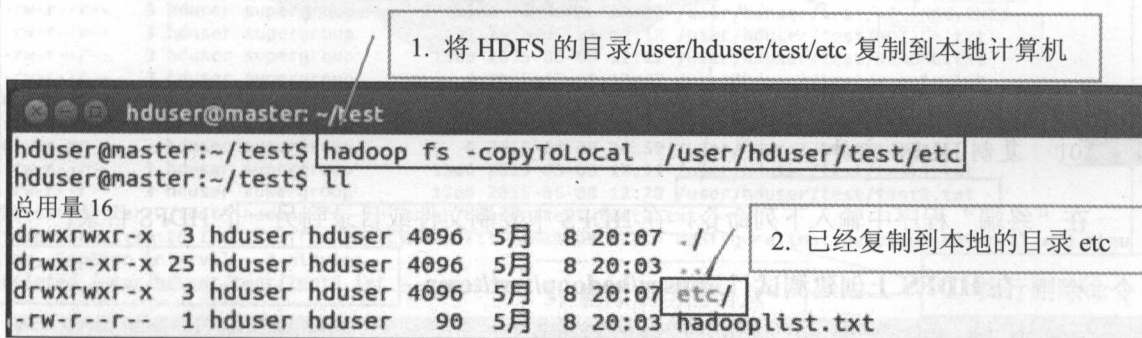 1. 将 HDFS 的目录/user/hduser/test/etc 复制到本地计算机
hduser@master: ~/test
hduser@master:~/test$ hadoop fs -copyToLocal /user/hduser/test/etc
hduser@master:~/test$ ll
总用量 16
drwxrwxr-x 3 hduser hduser 4096 5月 8 20:07 ./
drwxr-xr-x 25 hduser hduser 4096 5月 8 20:03 ../
2. 已经复制到本地的目录 etc
drwxrwxr-x 3 hduser hduser 4096 5月 8 20:07 etc/
-rw-r--r-- 1 hduser hduser 90 5月 8 20:03 hadooplist.txt